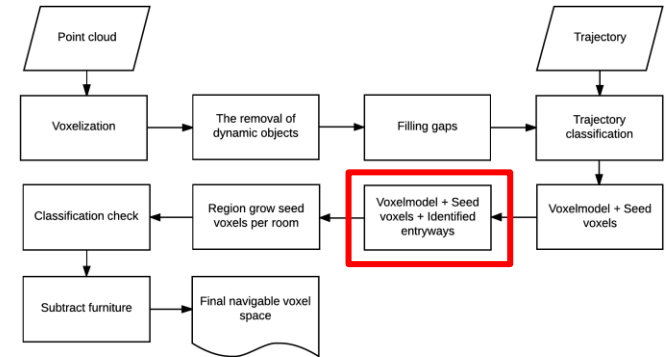 Point cloud
Trajectory
Voxelization
The removal of
dynamic objects
Filling gaps
Trajectory
classification
Classification check
Region grow seed
voxels per room
Voxelmodel + Seed
voxels + Identified
entryways
Voxelmodel + Seed
voxels
Subtract furniture
Final navigable voxel
space